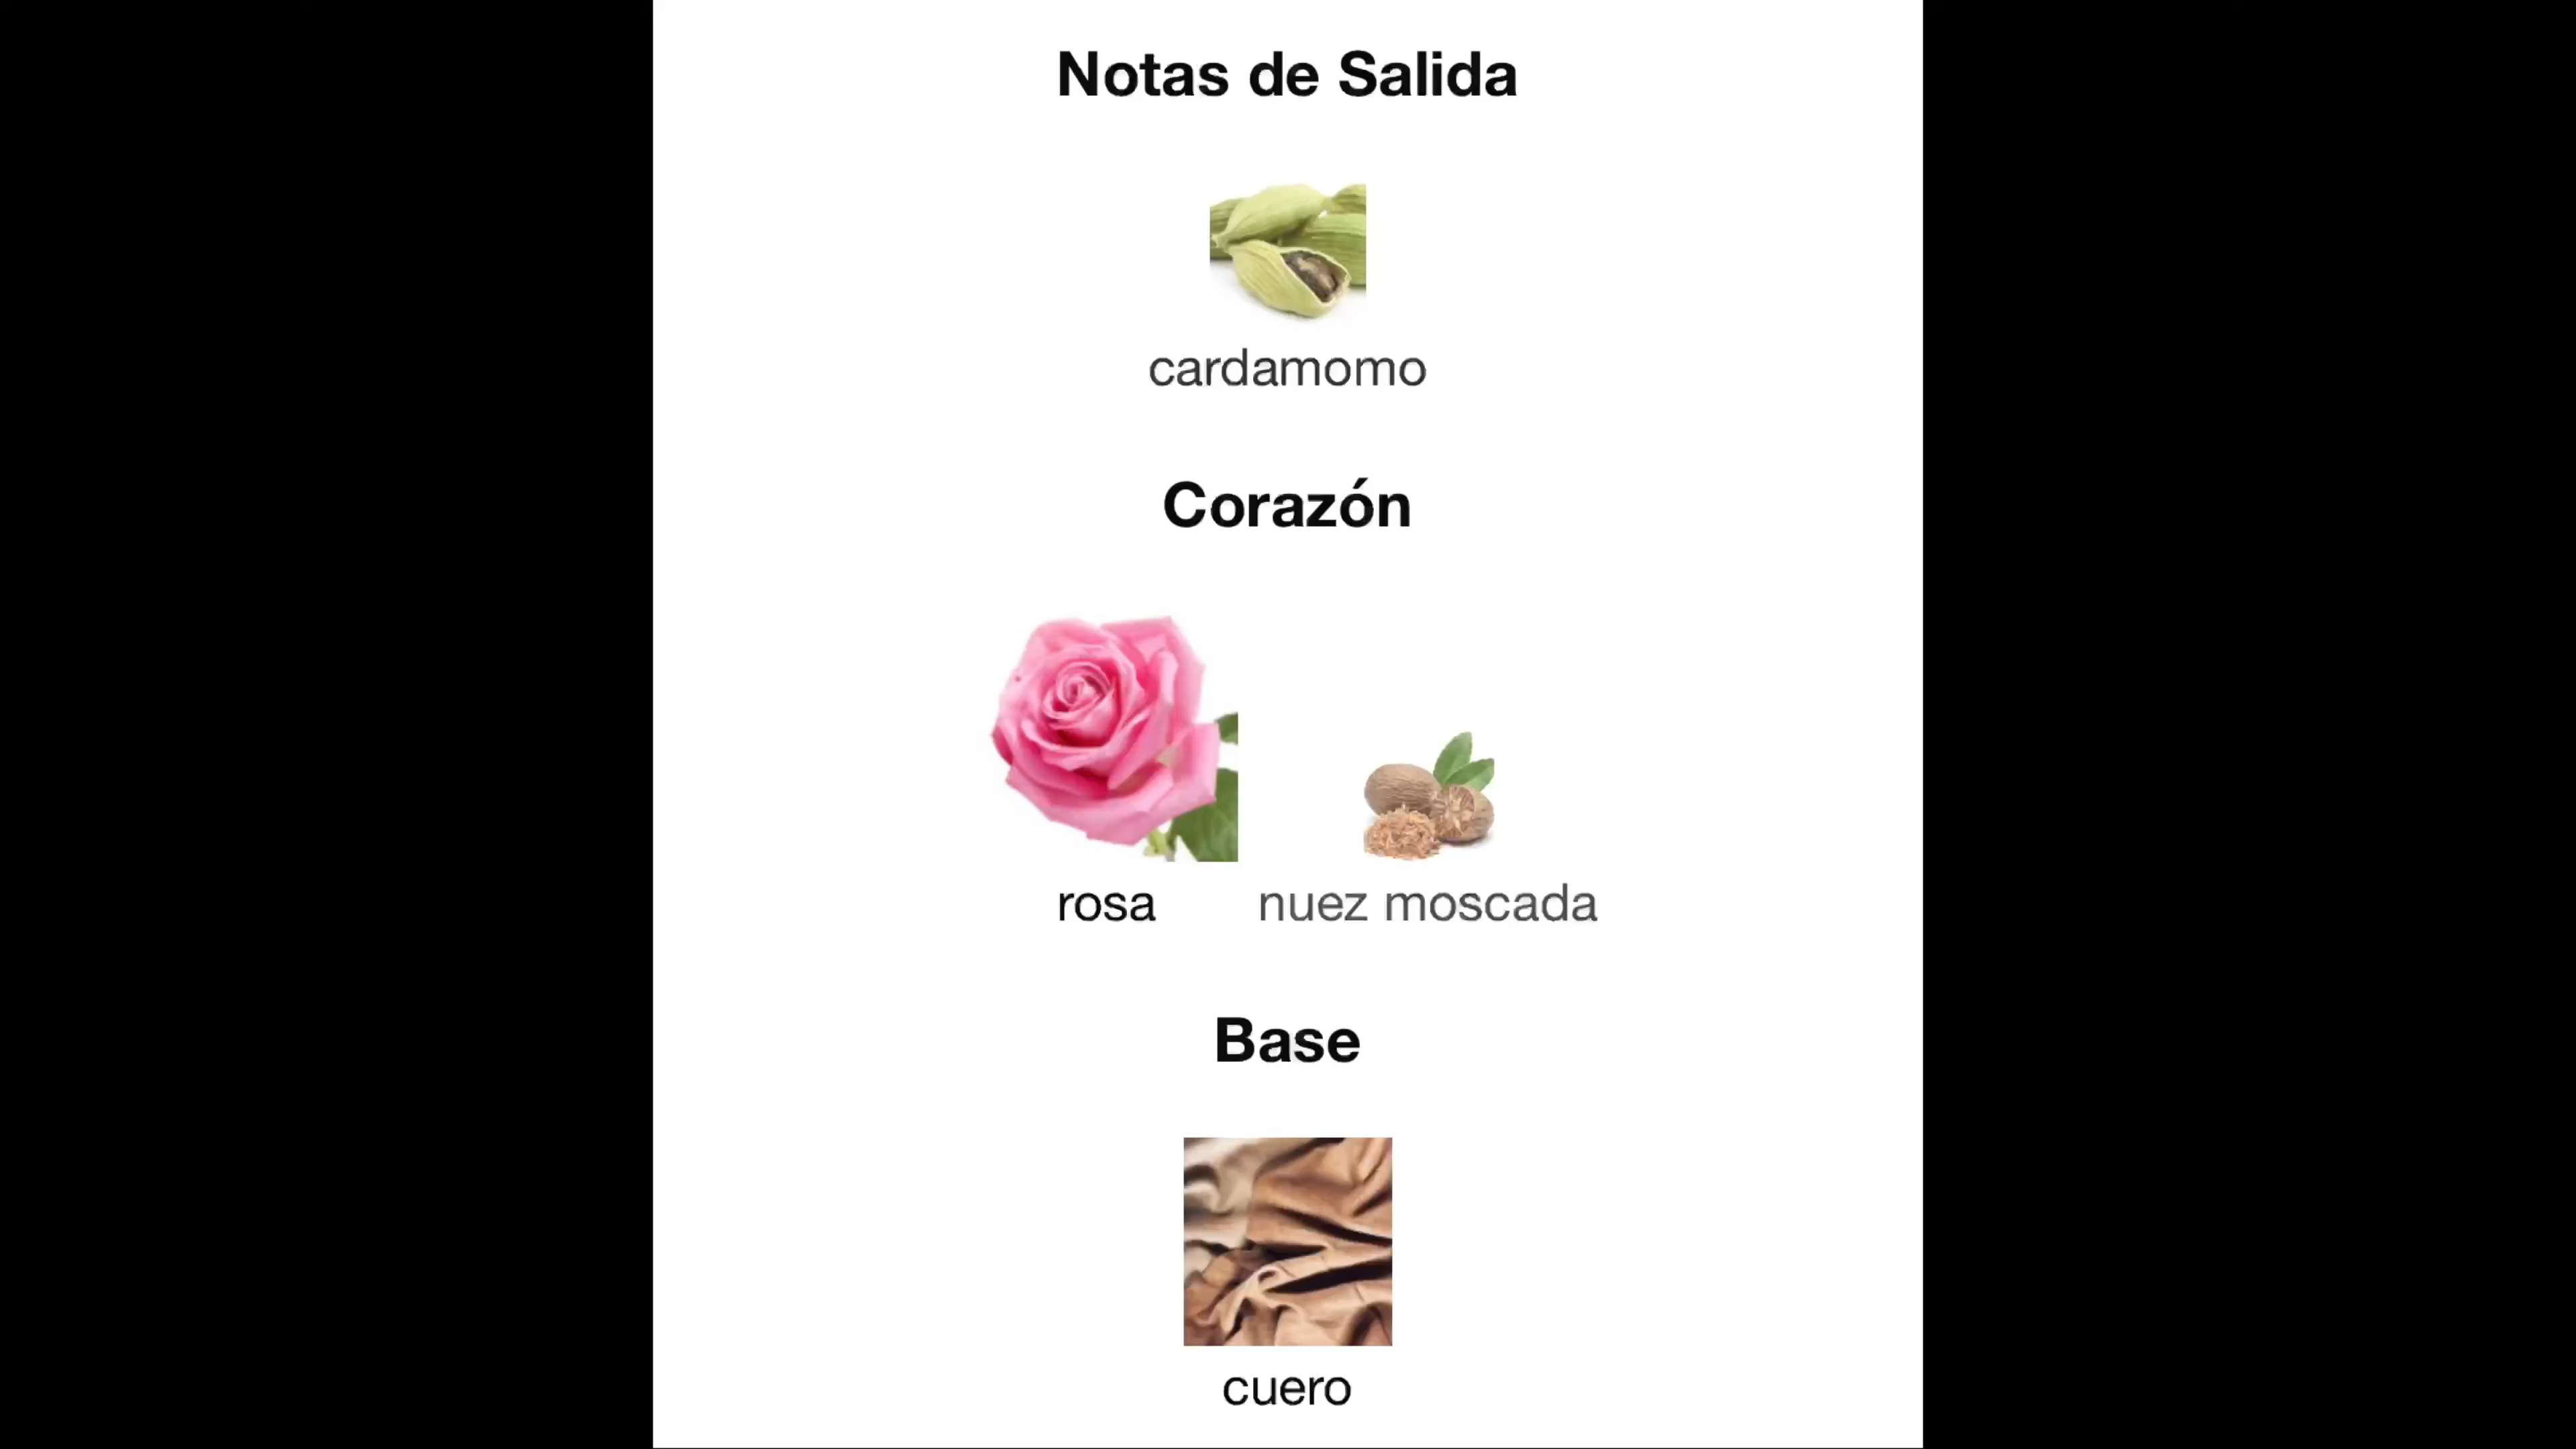 Notas de Salida
cardamomo
Corazón
rosa nuez moscada
Base
cuero